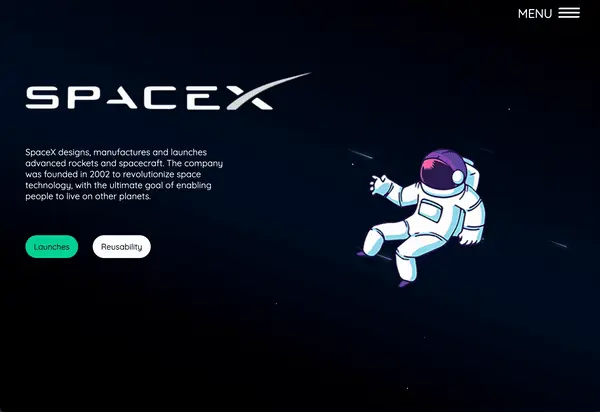 MENU
SPACEX
SpaceX designs, manufactures and launches
advanced rockets and spacecraft. The company
was founded in 2002 to revolutionize space
technology, with the ultimate goal of enabling
people to live on other planets.
Launches
Reusability